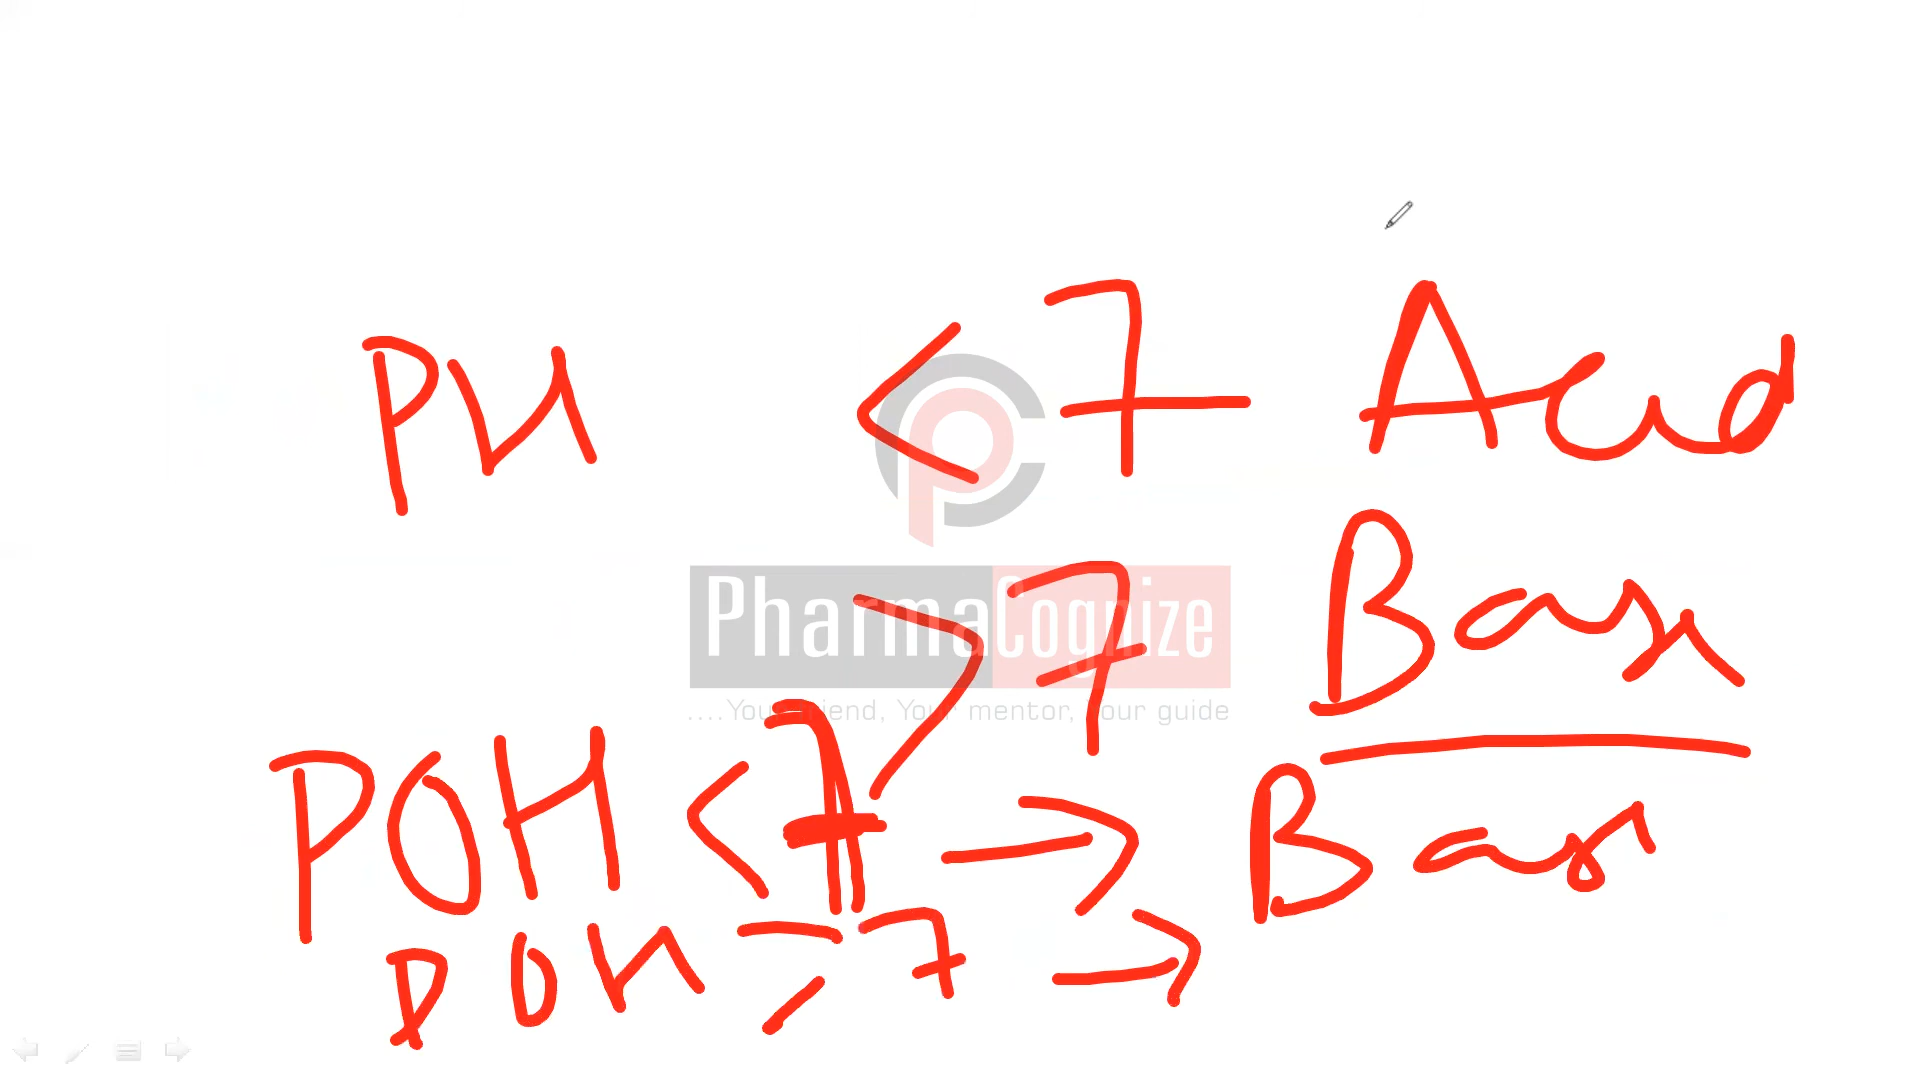 PH < 7 Acid
> 7 Base
PharmaCognize
....Your friend, Your mentor, Your guide
POH < 7 → Base
POH > 7 →